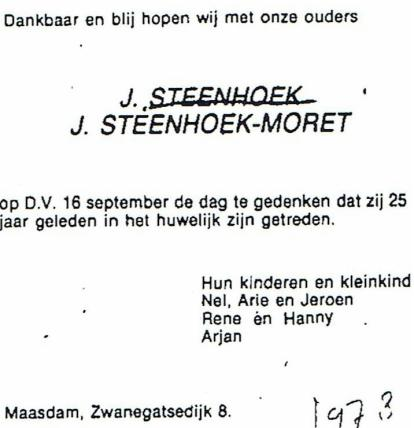 Dankbaar en blij hopen wij met onze ouders
J. STEENHOEK
J. STEENHOEK-MORET
op D.V. 16 september de dag te gedenken dat zij 25
jaar geleden in het huwelijk zijn getreden.
Hun kinderen en kleinkind
Nel, Arie en Jeroen
Rene en Hanny
Arjan
Maasdam, Zwanegatsedijk 8.
1973